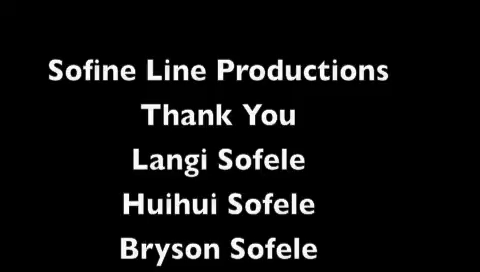 Sofine Line Productions
Thank You
Langi Sofele
Huihui Sofele
Bryson Sofele